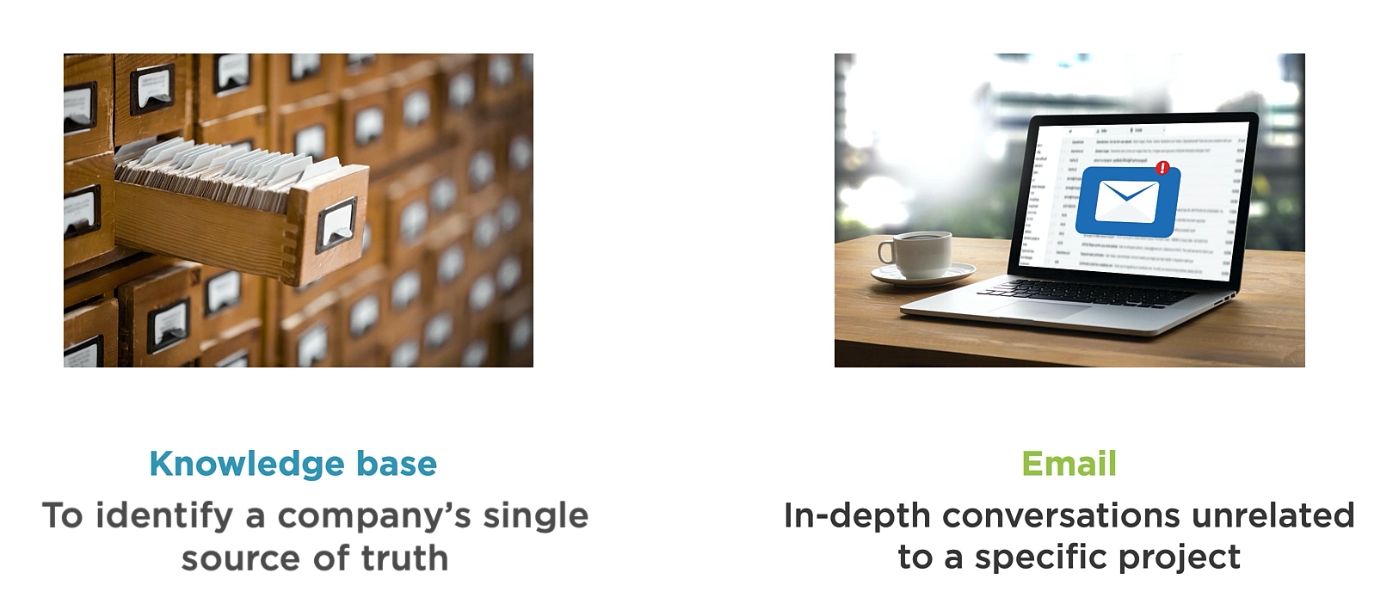 Knowledge base
To identify a company's single
source of truth
Email
In-depth conversations unrelated
to a specific project